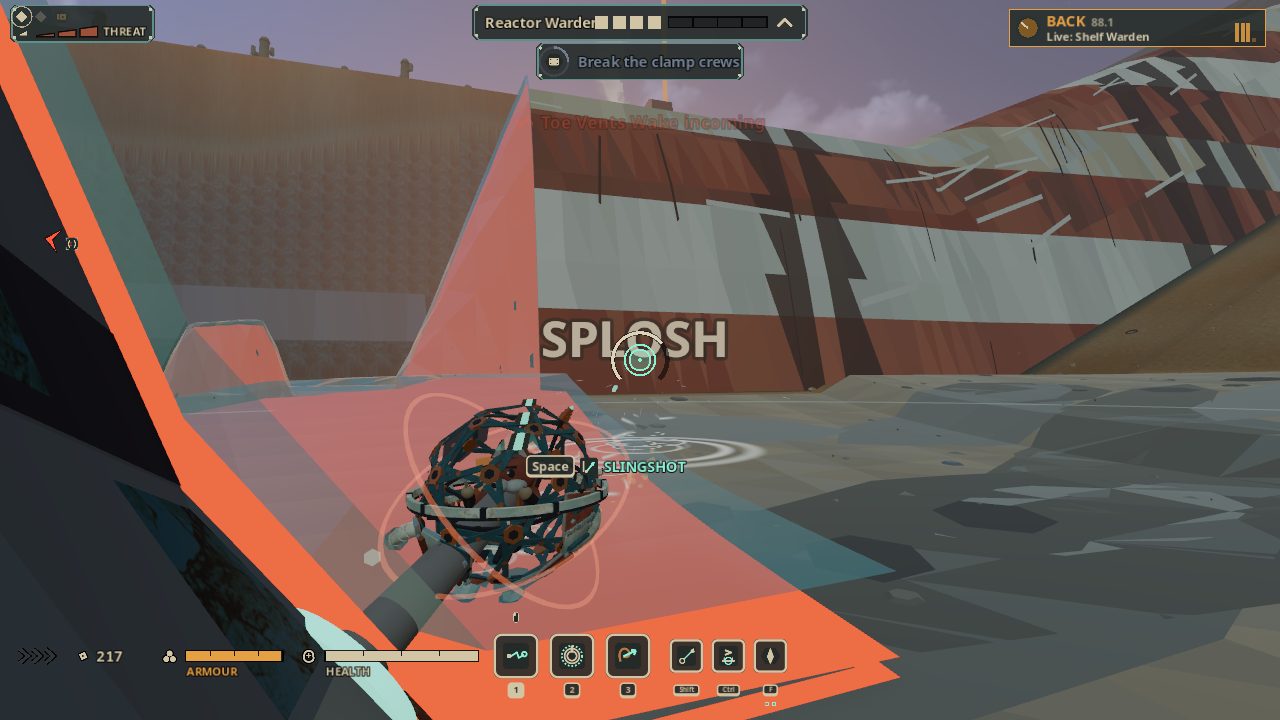 THREAT
Reactor Warden
BACK 88.1
Live: Shelf Warden
Break the clamp crews
Toe Vents Wake incoming
SPLOSH
Space
SLINGSHOT
217
ARMOUR
HEALTH
1
2
3
Shift
Ctrl
F